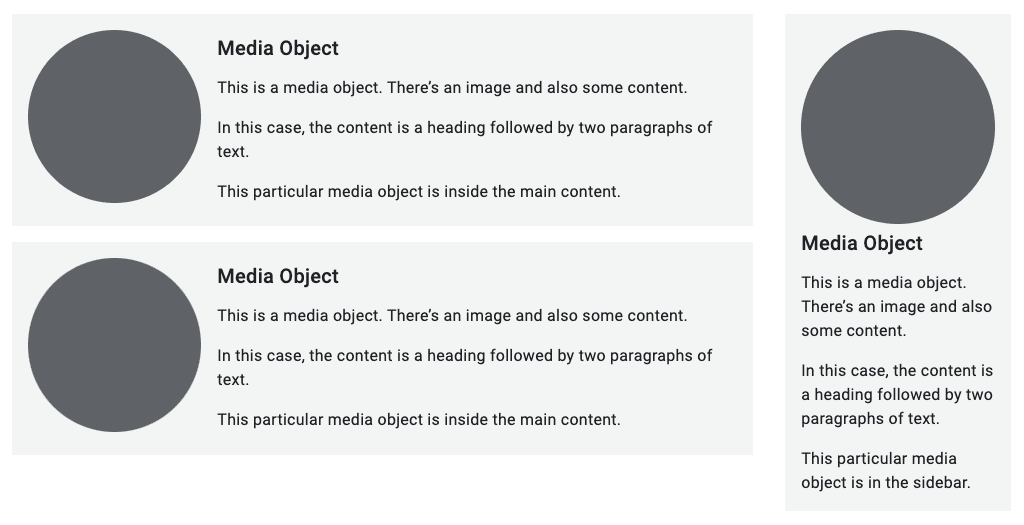 Media Object
This is a media object. There’s an image and also some content.
In this case, the content is a heading followed by two paragraphs of
text.
This particular media object is inside the main content.
Media Object
This is a media object. There’s an image and also some content.
In this case, the content is a heading followed by two paragraphs of
text.
This particular media object is inside the main content.
Media Object
This is a media object.
There’s an image and also
some content.
In this case, the content is
a heading followed by two
paragraphs of text.
This particular media
object is in the sidebar.